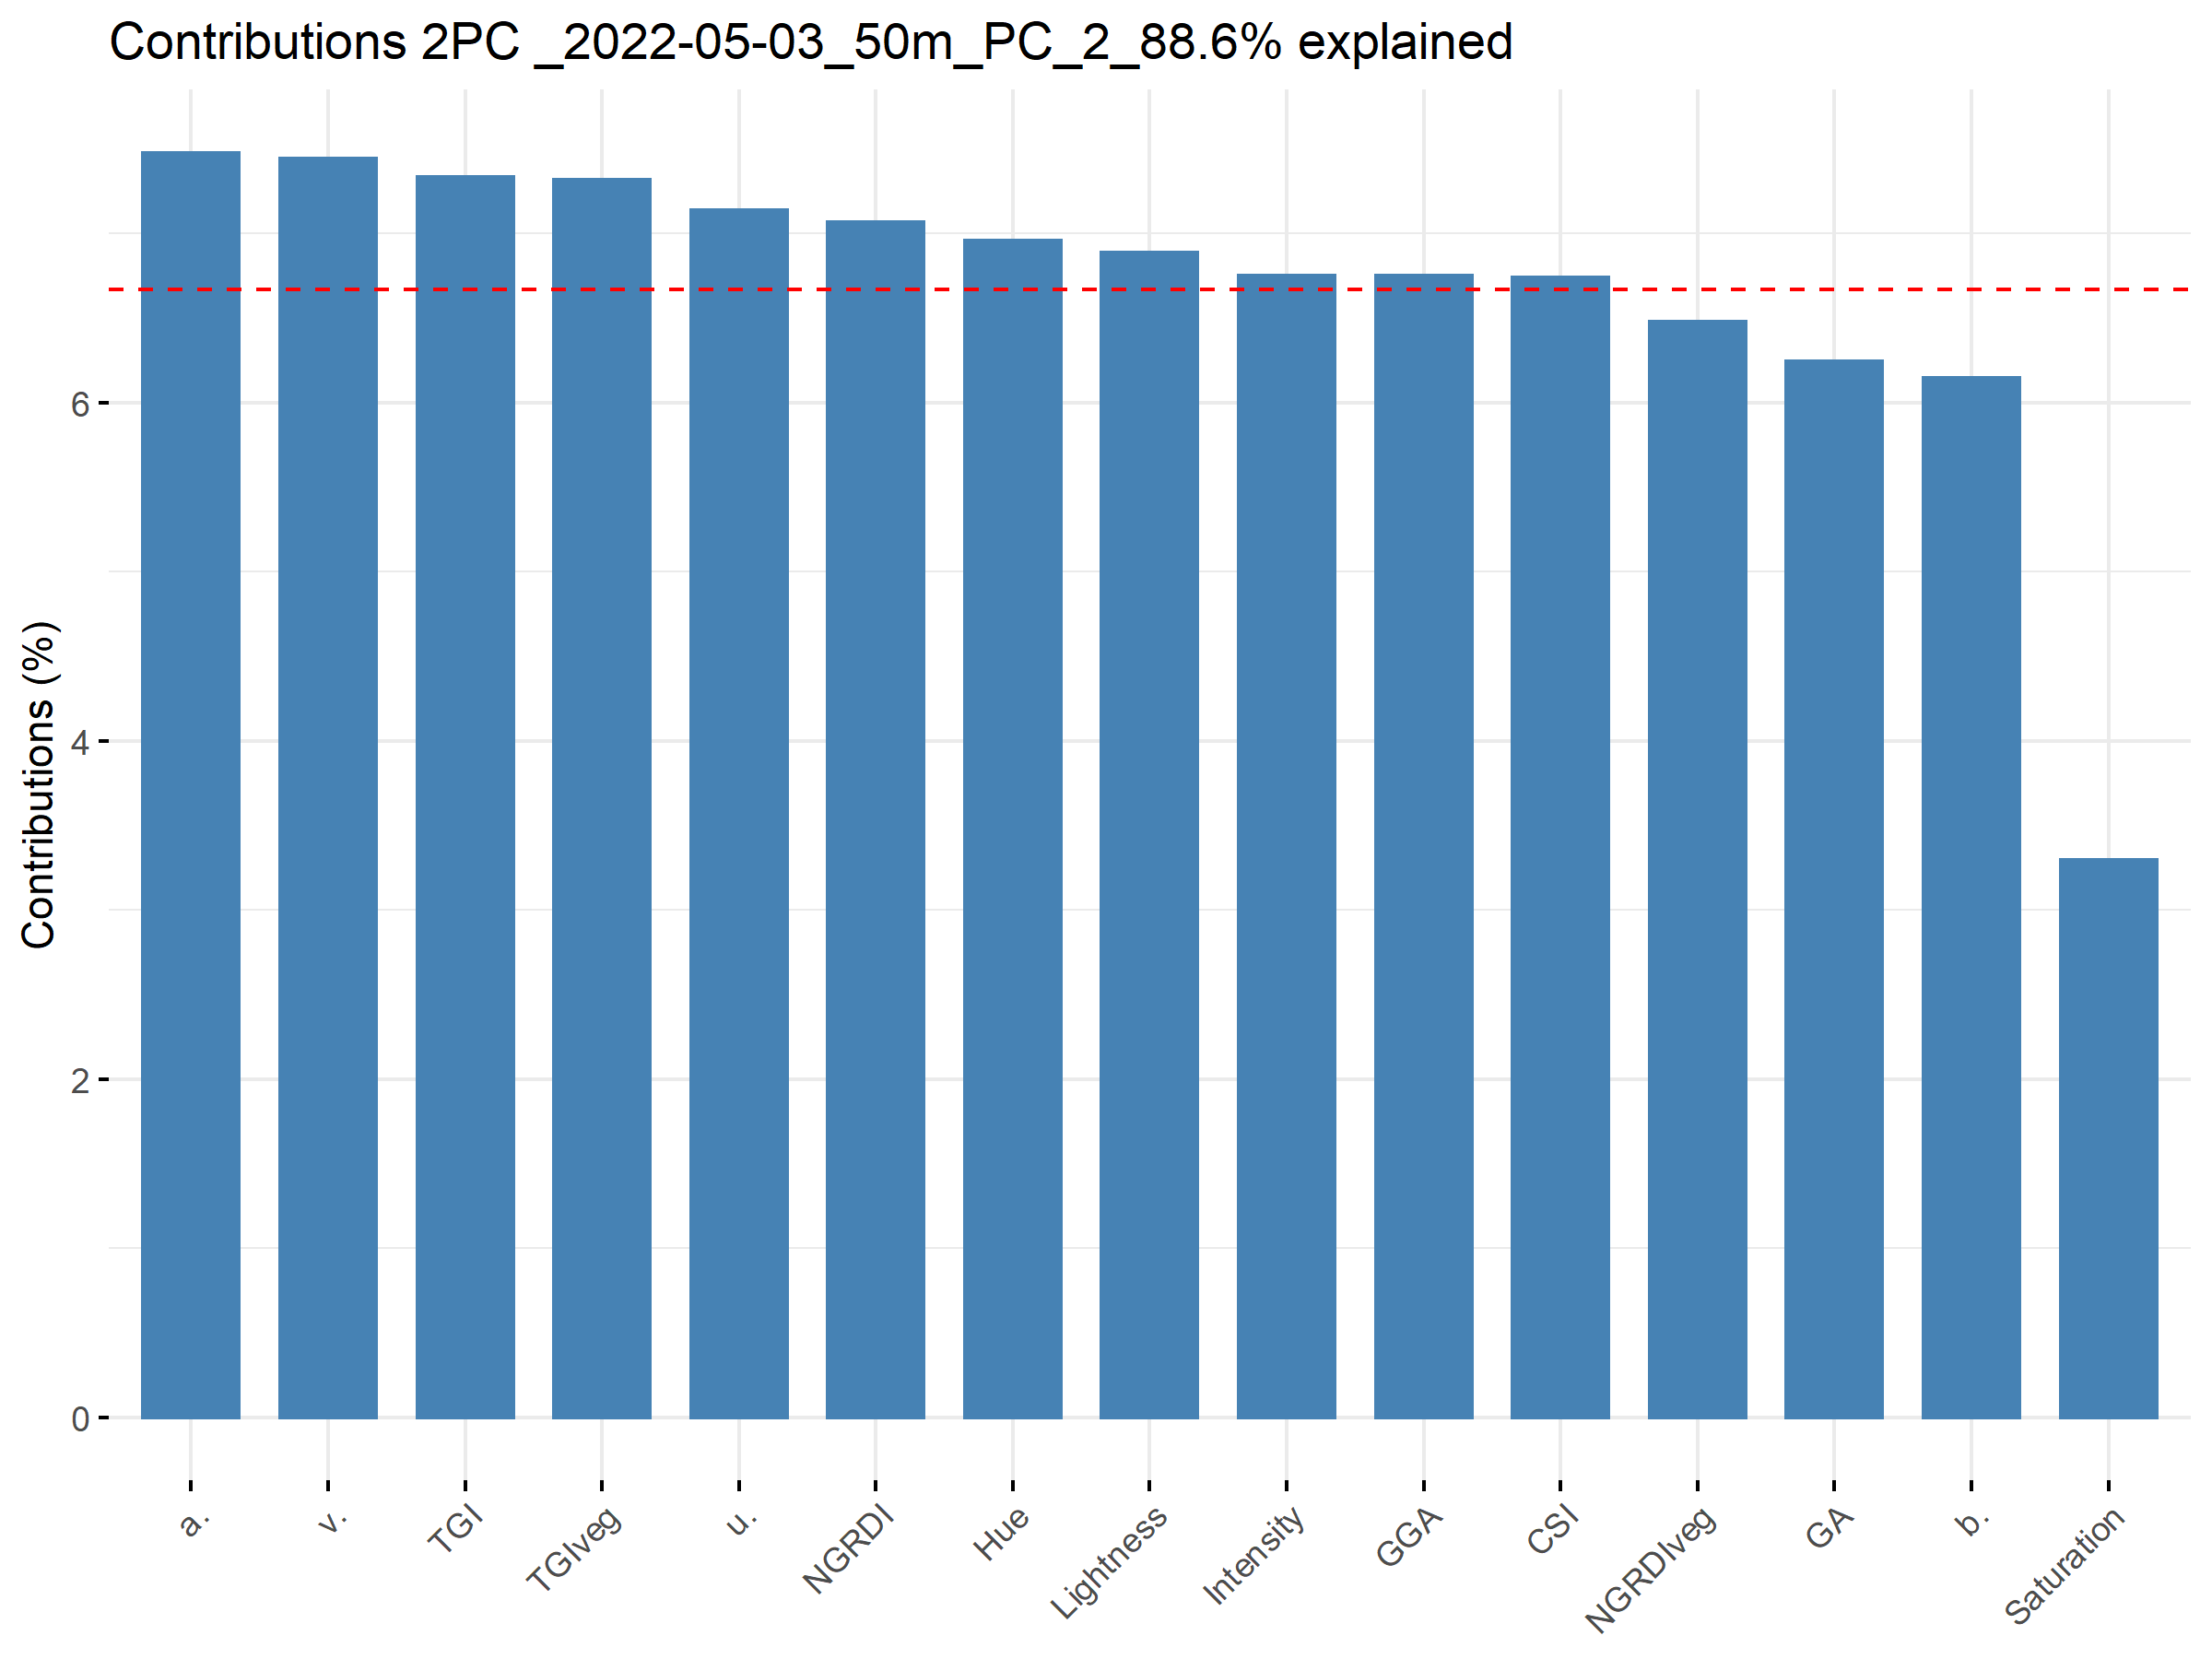 Contributions 2PC _2022-05-03_50m_PC_2_88.6% explained
Contributions (%)
6
4
2
0
a.
v.
TGI
TGIveg
u.
NGRDI
Hue
Lightness
Intensity
GGA
CSI
NGRDIveg
GA
b.
Saturation